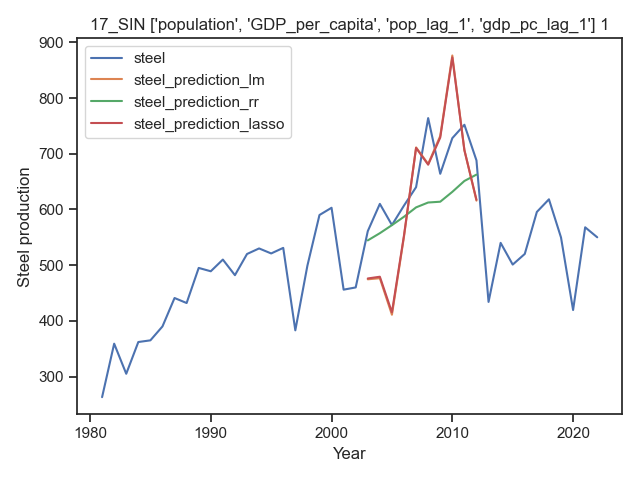 17_SIN ['population', 'GDP_per_capita', 'pop_lag_1', 'gdp_pc_lag_1'] 1
steel
steel_prediction_lm
steel_prediction_rr
steel_prediction_lasso
Steel production
900
800
700
600
500
400
300
1980
1990
2000
2010
2020
Year